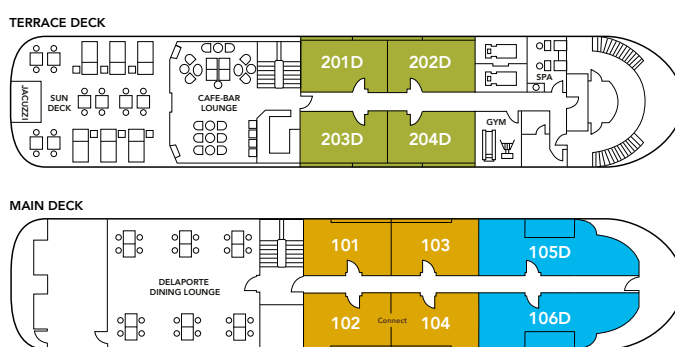 TERRACE DECK
201D
202D
203D
204D
JACUZZI
SUN
DECK
CAFE-BAR
LOUNGE
SPA
GYM
MAIN DECK
101
103
105D
DELAPORTE
DINING LOUNGE
102
Connect
104
106D